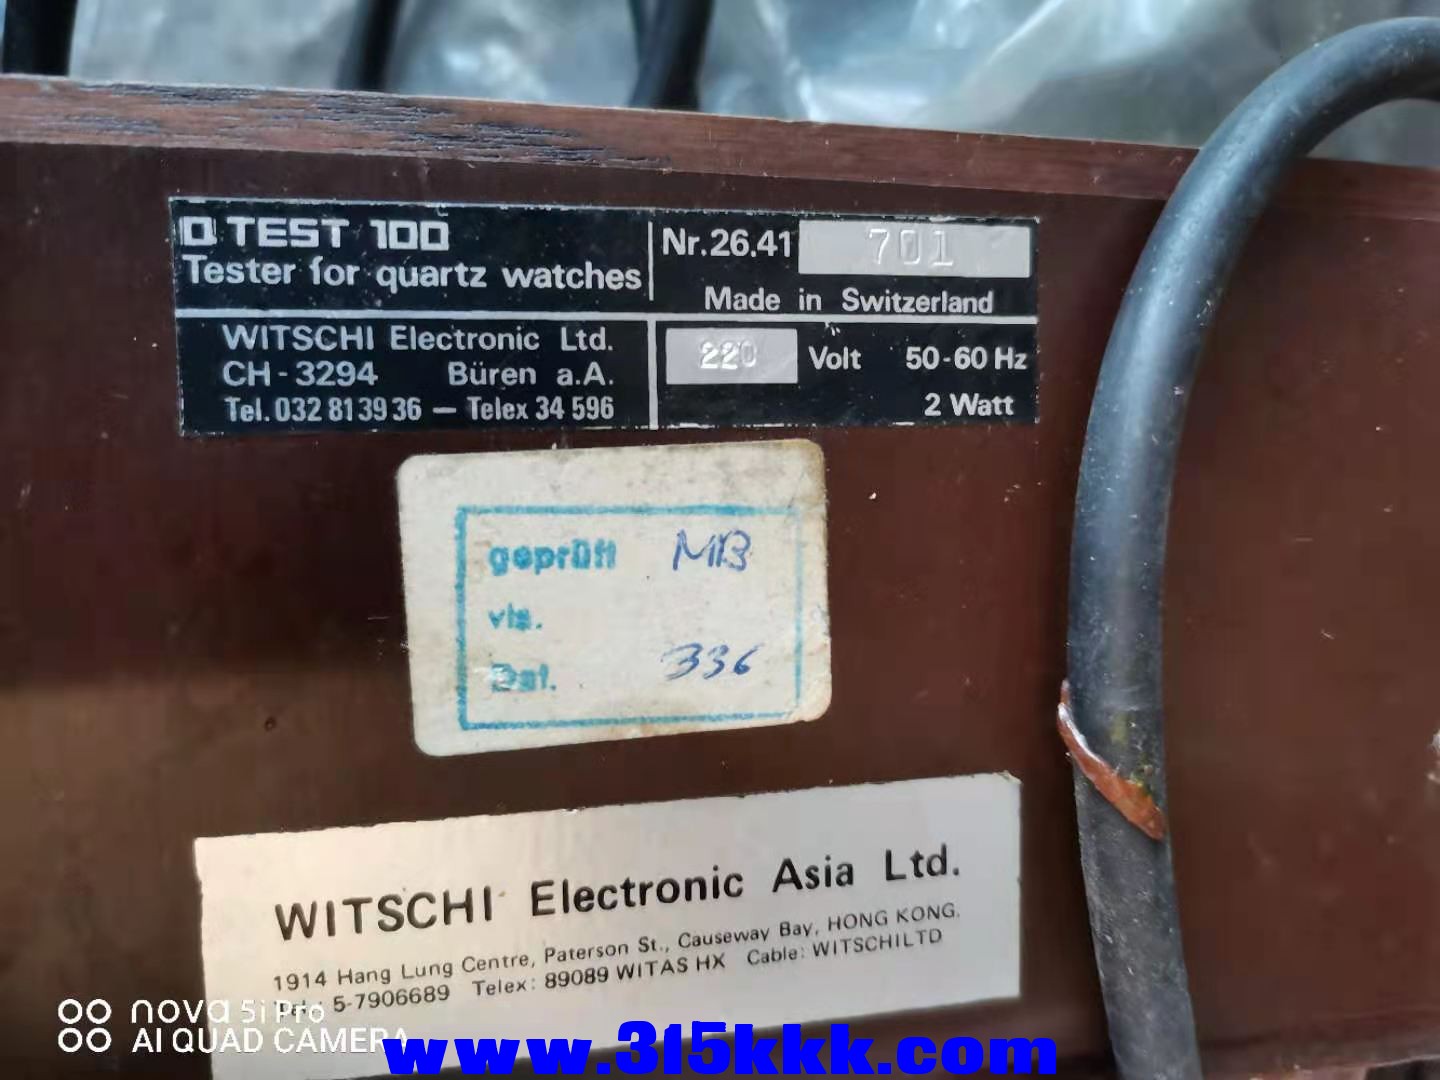 Q TEST 100
Tester for quartz watches
Nr.26.41 701
Made in Switzerland
WITSCHI Electronic Ltd.
CH-3294 Büren a.A.
Tel.032 81 39 36 — Telex 34 596
220 Volt 50-60 Hz
2 Watt
geprüft MB
vis.
Dat. 336
WITSCHI Electronic Asia Ltd.
1914 Hang Lung Centre, Paterson St., Causeway Bay, HONG KONG.
Tel.: 5-7906689 Telex: 89089 WITAS HX Cable: WITSCHILTD
nova 5i Pro
AI QUAD CAMERA
www.315kkk.com